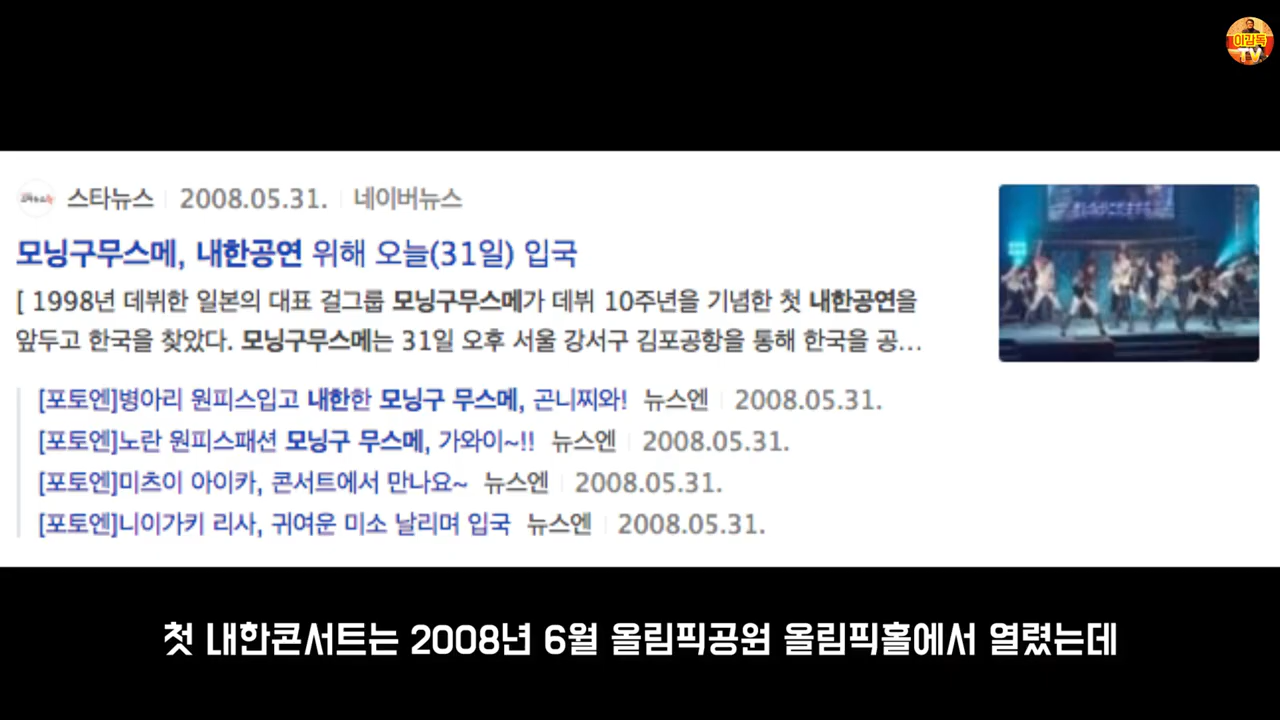 이감독
TV
스타뉴스 2008.05.31. 네이버뉴스
모닝구무스메, 내한공연 위해 오늘(31일) 입국
[ 1998년 데뷔한 일본의 대표 걸그룹 모닝구무스메가 데뷔 10주년을 기념한 첫 내한공연을
앞두고 한국을 찾았다. 모닝구무스메는 31일 오후 서울 강서구 김포공항을 통해 한국을 공...
[포토엔]병아리 원피스입고 내한한 모닝구 무스메, 곤니찌와! 뉴스엔 2008.05.31.
[포토엔]노란 원피스패션 모닝구 무스메, 가와이~!! 뉴스엔 2008.05.31.
[포토엔]미츠이 아이카, 콘서트에서 만나요~ 뉴스엔 2008.05.31.
[포토엔]니이가키 리사, 귀여운 미소 날리며 입국 뉴스엔 2008.05.31.
첫 내한콘서트는 2008년 6월 올림픽공원 올림픽홀에서 열렸는데